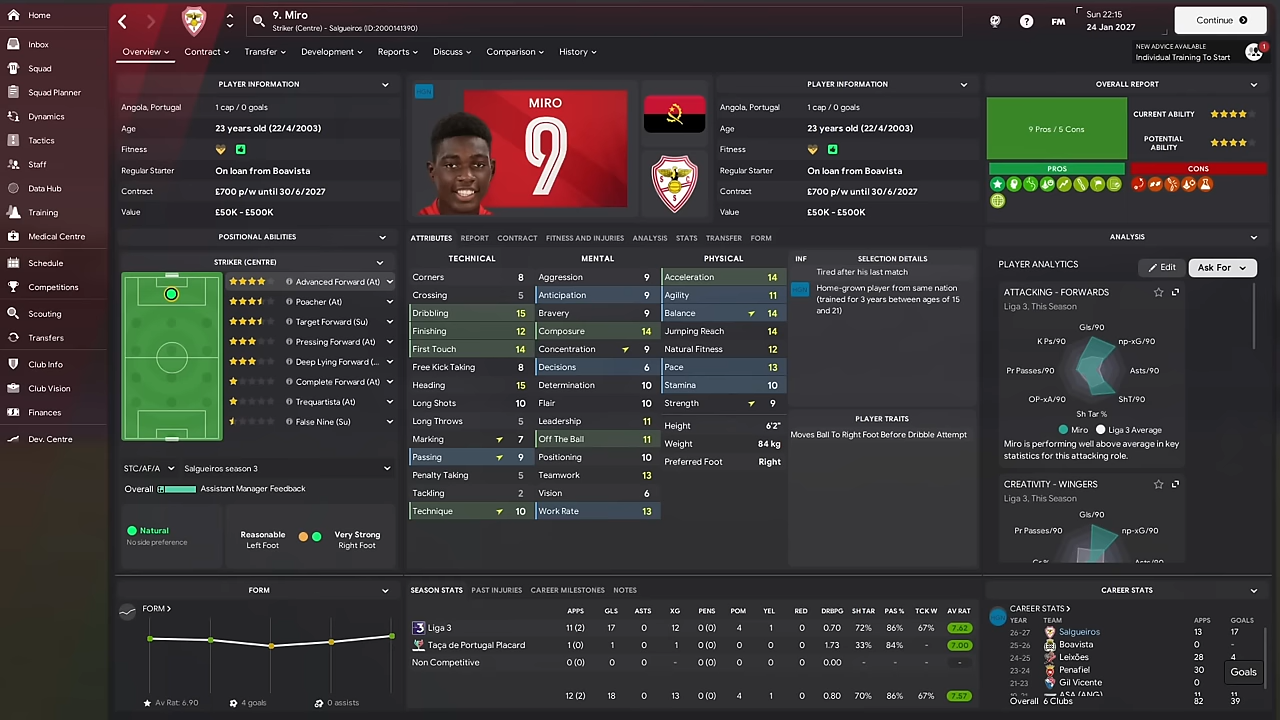 Home
Inbox
Squad
Squad Planner
Dynamics
Tactics
Staff
Data Hub
Training
Medical Centre
Schedule
Competitions
Scouting
Transfers
Club Info
Club Vision
Finances
Dev. Centre
9. Miro
Striker (Centre) - Salgueiros (ID:2000141390)
? FM
Sun 22:15
24 Jan 2027
Continue
Overview Contract Transfer Development Reports Discuss Comparison History
NEW ADVICE AVAILABLE
Individual Training To Start
1
PLAYER INFORMATION
Angola, Portugal 1 cap / 0 goals
Age 23 years old (22/4/2003)
Fitness
Regular Starter On loan from Boavista
Contract £700 p/w until 30/6/2027
Value £50K - £500K
HGN
MIRO
9
PLAYER INFORMATION
Angola, Portugal 1 cap / 0 goals
Age 23 years old (22/4/2003)
Fitness
Regular Starter On loan from Boavista
Contract £700 p/w until 30/6/2027
Value £50K - £500K
OVERALL REPORT
9 Pros / 5 Cons
CURRENT ABILITY
POTENTIAL ABILITY
PROS CONS
POSITIONAL ABILITIES
STRIKER (CENTRE)
Advanced Forward (At)
Poacher (At)
Target Forward (Su)
Pressing Forward (At)
Deep Lying Forward (...
Complete Forward (At)
Trequartista (At)
False Nine (Su)
STC/AF/A Salgueiros season 3
Overall Assistant Manager Feedback
Natural
No side preference
Reasonable
Left Foot
Very Strong
Right Foot
ATTRIBUTES REPORT CONTRACT FITNESS AND INJURIES ANALYSIS STATS TRANSFER FORM
TECHNICAL
Corners 8
Crossing 5
Dribbling 15
Finishing 12
First Touch 14
Free Kick Taking 8
Heading 15
Long Shots 10
Long Throws 5
Marking 7
Passing 9
Penalty Taking 5
Tackling 2
Technique 10
MENTAL
Aggression 9
Anticipation 9
Bravery 9
Composure 14
Concentration 9
Decisions 6
Determination 10
Flair 10
Leadership 11
Off The Ball 11
Positioning 10
Teamwork 13
Vision 6
Work Rate 13
PHYSICAL
Acceleration 14
Agility 11
Balance 14
Jumping Reach 14
Natural Fitness 12
Pace 13
Stamina 10
Strength 9
Height 6'2"
Weight 84 kg
Preferred Foot Right
INF SELECTION DETAILS
Tired after his last match
HGN Home-grown player from same nation
(trained for 3 years between ages of 15
and 21)
PLAYER TRAITS
Moves Ball To Right Foot Before Dribble Attempt
ANALYSIS
PLAYER ANALYTICS Edit Ask For
ATTACKING - FORWARDS
Liga 3, This Season
Gls/90
K Ps/90 np-xG/90
Pr Passes/90 Asts/90
OP-xA/90 ShT/90
Sh Tar %
Miro Liga 3 Average
Miro is performing well above average in key
statistics for this attacking role.
CREATIVITY - WINGERS
Liga 3, This Season
Gls/90
Pr Passes/90 np-xG/90
FORM
FORM
Av Rat: 6.90 4 goals 0 assists
SEASON STATS PAST INJURIES CAREER MILESTONES NOTES
APPS GLS ASTS XG PENS POM YEL RED DRBPG SH TAR PAS % TCK W AV RAT
Liga 3 11 (2) 17 0 12 0 (0) 4 1 0 0.70 72% 86% 67% 7.62
Taça de Portugal Placard 1 (0) 1 0 1 0 (0) 0 0 0 1.73 33% 84% - 7.00
Non Competitive 0 (0) 0 0 - 0 (0) 0 0 0 0.00 - - - -
12 (2) 18 0 13 0 (0) 4 1 0 0.80 70% 86% 67% 7.57
CAREER STATS
HGN
CAREER STATS
YEAR TEAM APPS GOALS
26-27 Salgueiros 13 17
25-26 Boavista 0 -
24-25 Leixões 28 4
23-24 Penafiel 30
21-23 Gil Vicente 0
ASA (ANG) 11 11
Overall 6 Clubs 82 39
Goals